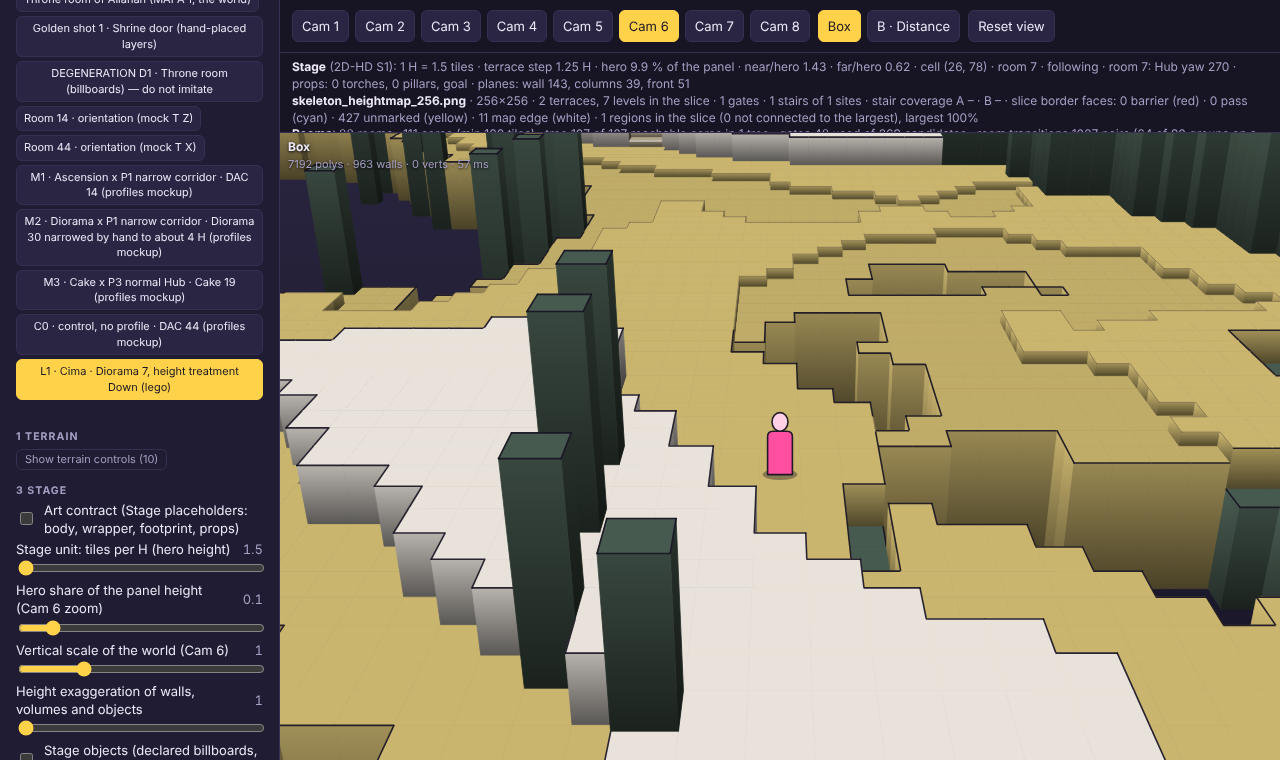 Golden shot 1 · Shrine door (hand-placed
layers)
DEGENERATION D1 · Throne room
(billboards) — do not imitate
Room 14 · orientation (mock T Z)
Room 44 · orientation (mock T X)
M1 · Ascension x P1 narrow corridor · DAC
14 (profiles mockup)
M2 · Diorama x P1 narrow corridor · Diorama
30 narrowed by hand to about 4 H (profiles
mockup)
M3 · Cake x P3 normal Hub · Cake 19
(profiles mockup)
C0 · control, no profile · DAC 44 (profiles
mockup)
L1 · Cima · Diorama 7, height treatment
Down (lego)
1 TERRAIN
Show terrain controls (10)
3 STAGE
Art contract (Stage placeholders:
body, wrapper, footprint, props)
Stage unit: tiles per H (hero height) 1.5
Hero share of the panel height
(Cam 6 zoom) 0.1
Vertical scale of the world (Cam 6) 1
Height exaggeration of walls,
volumes and objects 1
Stage objects (declared billboards,
Cam 1 Cam 2 Cam 3 Cam 4 Cam 5 Cam 6 Cam 7 Cam 8 Box B · Distance Reset view
Stage (2D-HD S1): 1 H = 1.5 tiles · terrace step 1.25 H · hero 9.9 % of the panel · near/hero 1.43 · far/hero 0.62 · cell (26, 78) · room 7 · following · room 7: Hub yaw 270 ·
props: 0 torches, 0 pillars, goal · planes: wall 143, columns 39, front 51
skeleton_heightmap_256.png · 256×256 · 2 terraces, 7 levels in the slice · 1 gates · 1 stairs of 1 sites · stair coverage A – · B – · slice border faces: 0 barrier (red) · 0 pass
(cyan) · 427 unmarked (yellow) · 11 map edge (white) · 1 regions in the slice (0 not connected to the largest), largest 100%
Box
7192 polys · 963 walls · 0 verts · 57 ms